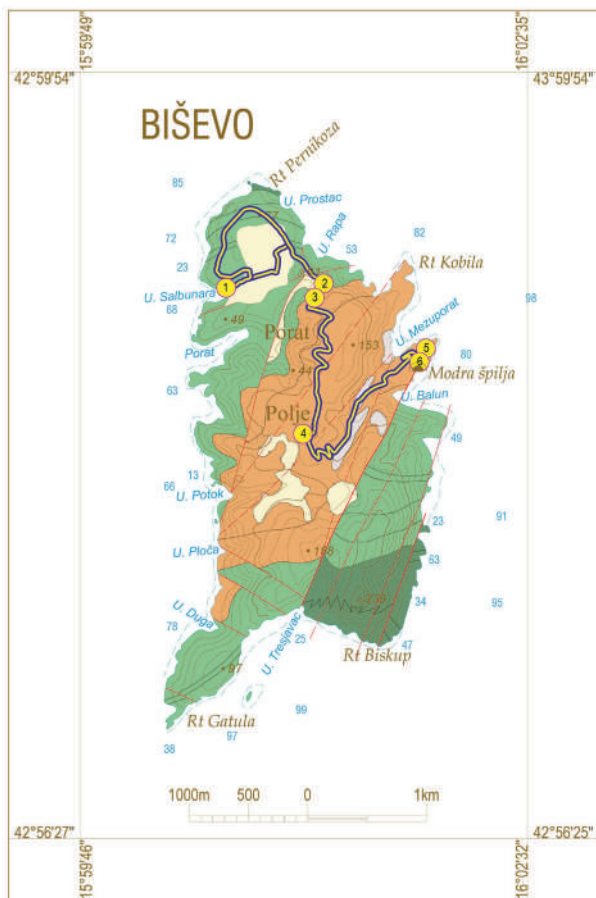 15°59'49"
16°02'35"
42°59'54"
43°59'54"
BIŠEVO
Rt Pernikoza
85
U. Prostac
77
72
U. Rapa
53
82
23
Rt Kobila
1
2
U. Salbunara
3
68
49
98
Porat
U. Mezuporat
Porat
153
5
80
6
44
Modra špilja
63
U. Balun
Polje
4
49
13
66
U. Potok
91
23
U. Ploča
188
63
U. Duga
34
95
78
25
U. Tresjavac
47
Rt Biskup
97
Rt Gatula
99
97
38
1000m 500 0 1km
42°56'27"
42°56'25"
15°59'46"
16°02'32"